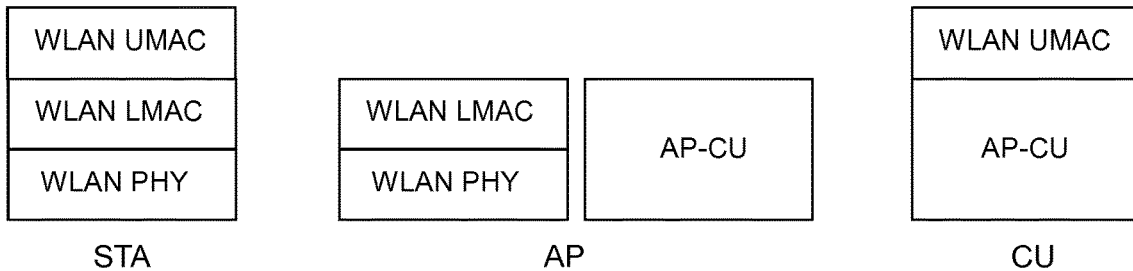 WLAN UMAC
WLAN UMAC
WLAN LMAC
WLAN LMAC
AP-CU
AP-CU
WLAN PHY
WLAN PHY
STA
AP
CU